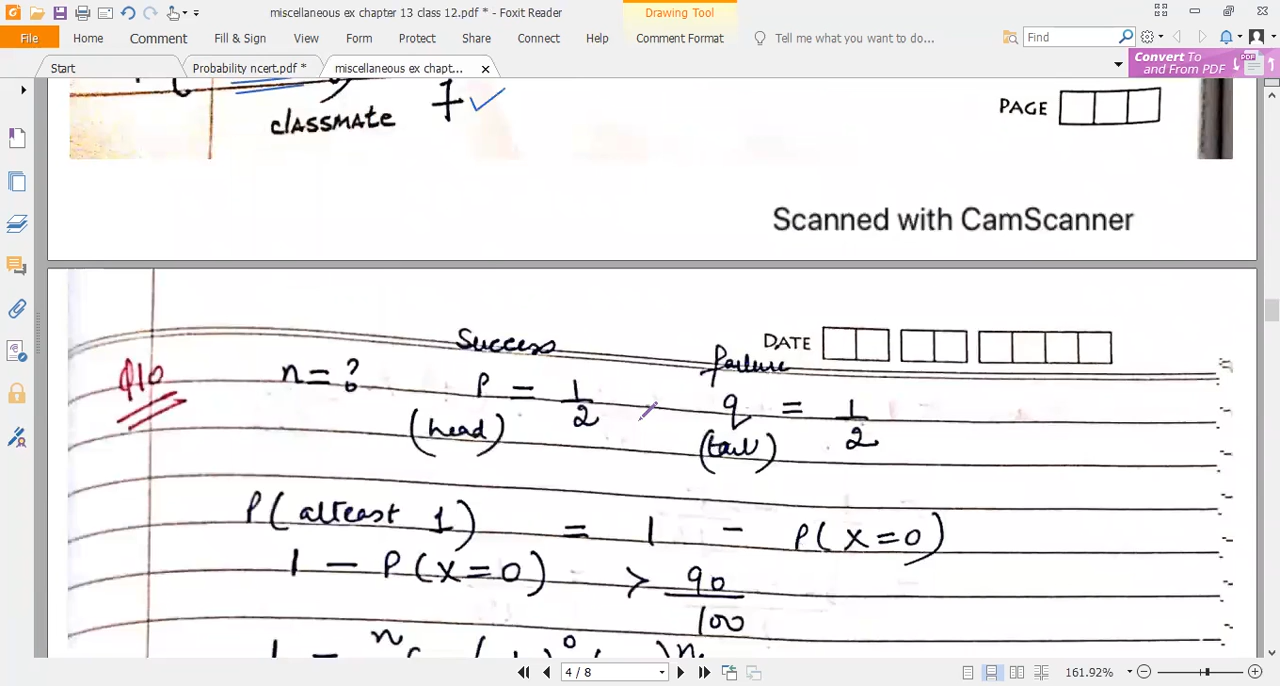 miscellaneous ex chapter 13 class 12.pdf * - Foxit Reader
Drawing Tool
File Home Comment Fill & Sign View Form Protect Share Connect Help Comment Format Tell me what you want to do... Find
Start Probability ncert.pdf * miscellaneous ex chapt...
Convert To and From PDF
classmate
7
PAGE
Scanned with CamScanner
Success
DATE
failure
Q10 n = ? p = 1/2 q = 1/2
(head) (tail)
P(atleast 1) = 1 - P(X=0)
1 - P(X=0) > 90/100
4 / 8
161.92%